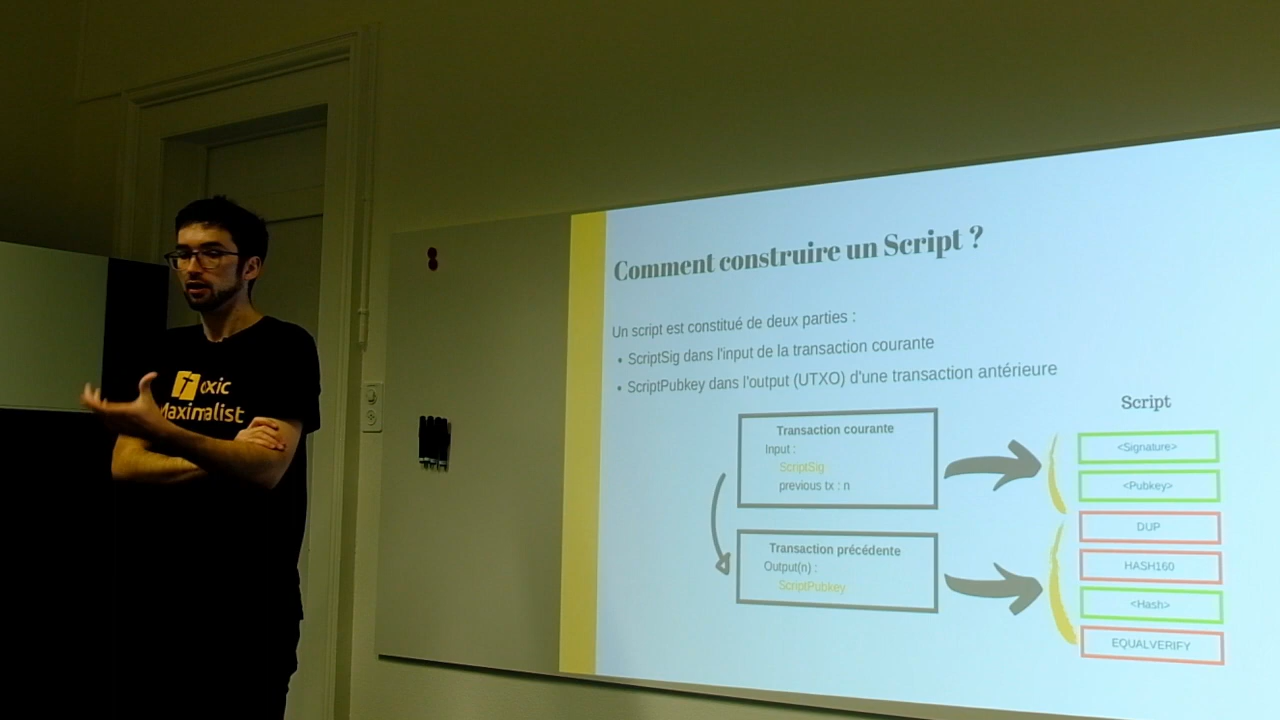 oxic
Maximalist
Comment construire un Script ?
Un script est constitué de deux parties :
• ScriptSig dans l'input de la transaction courante
• ScriptPubkey dans l'output (UTXO) d'une transaction antérieure
Transaction courante
Input :
ScriptSig
previous tx : n
Transaction précédente
Output(n) :
ScriptPubkey
Script
<Signature>
<Pubkey>
DUP
HASH160
<Hash>
EQUALVERIFY